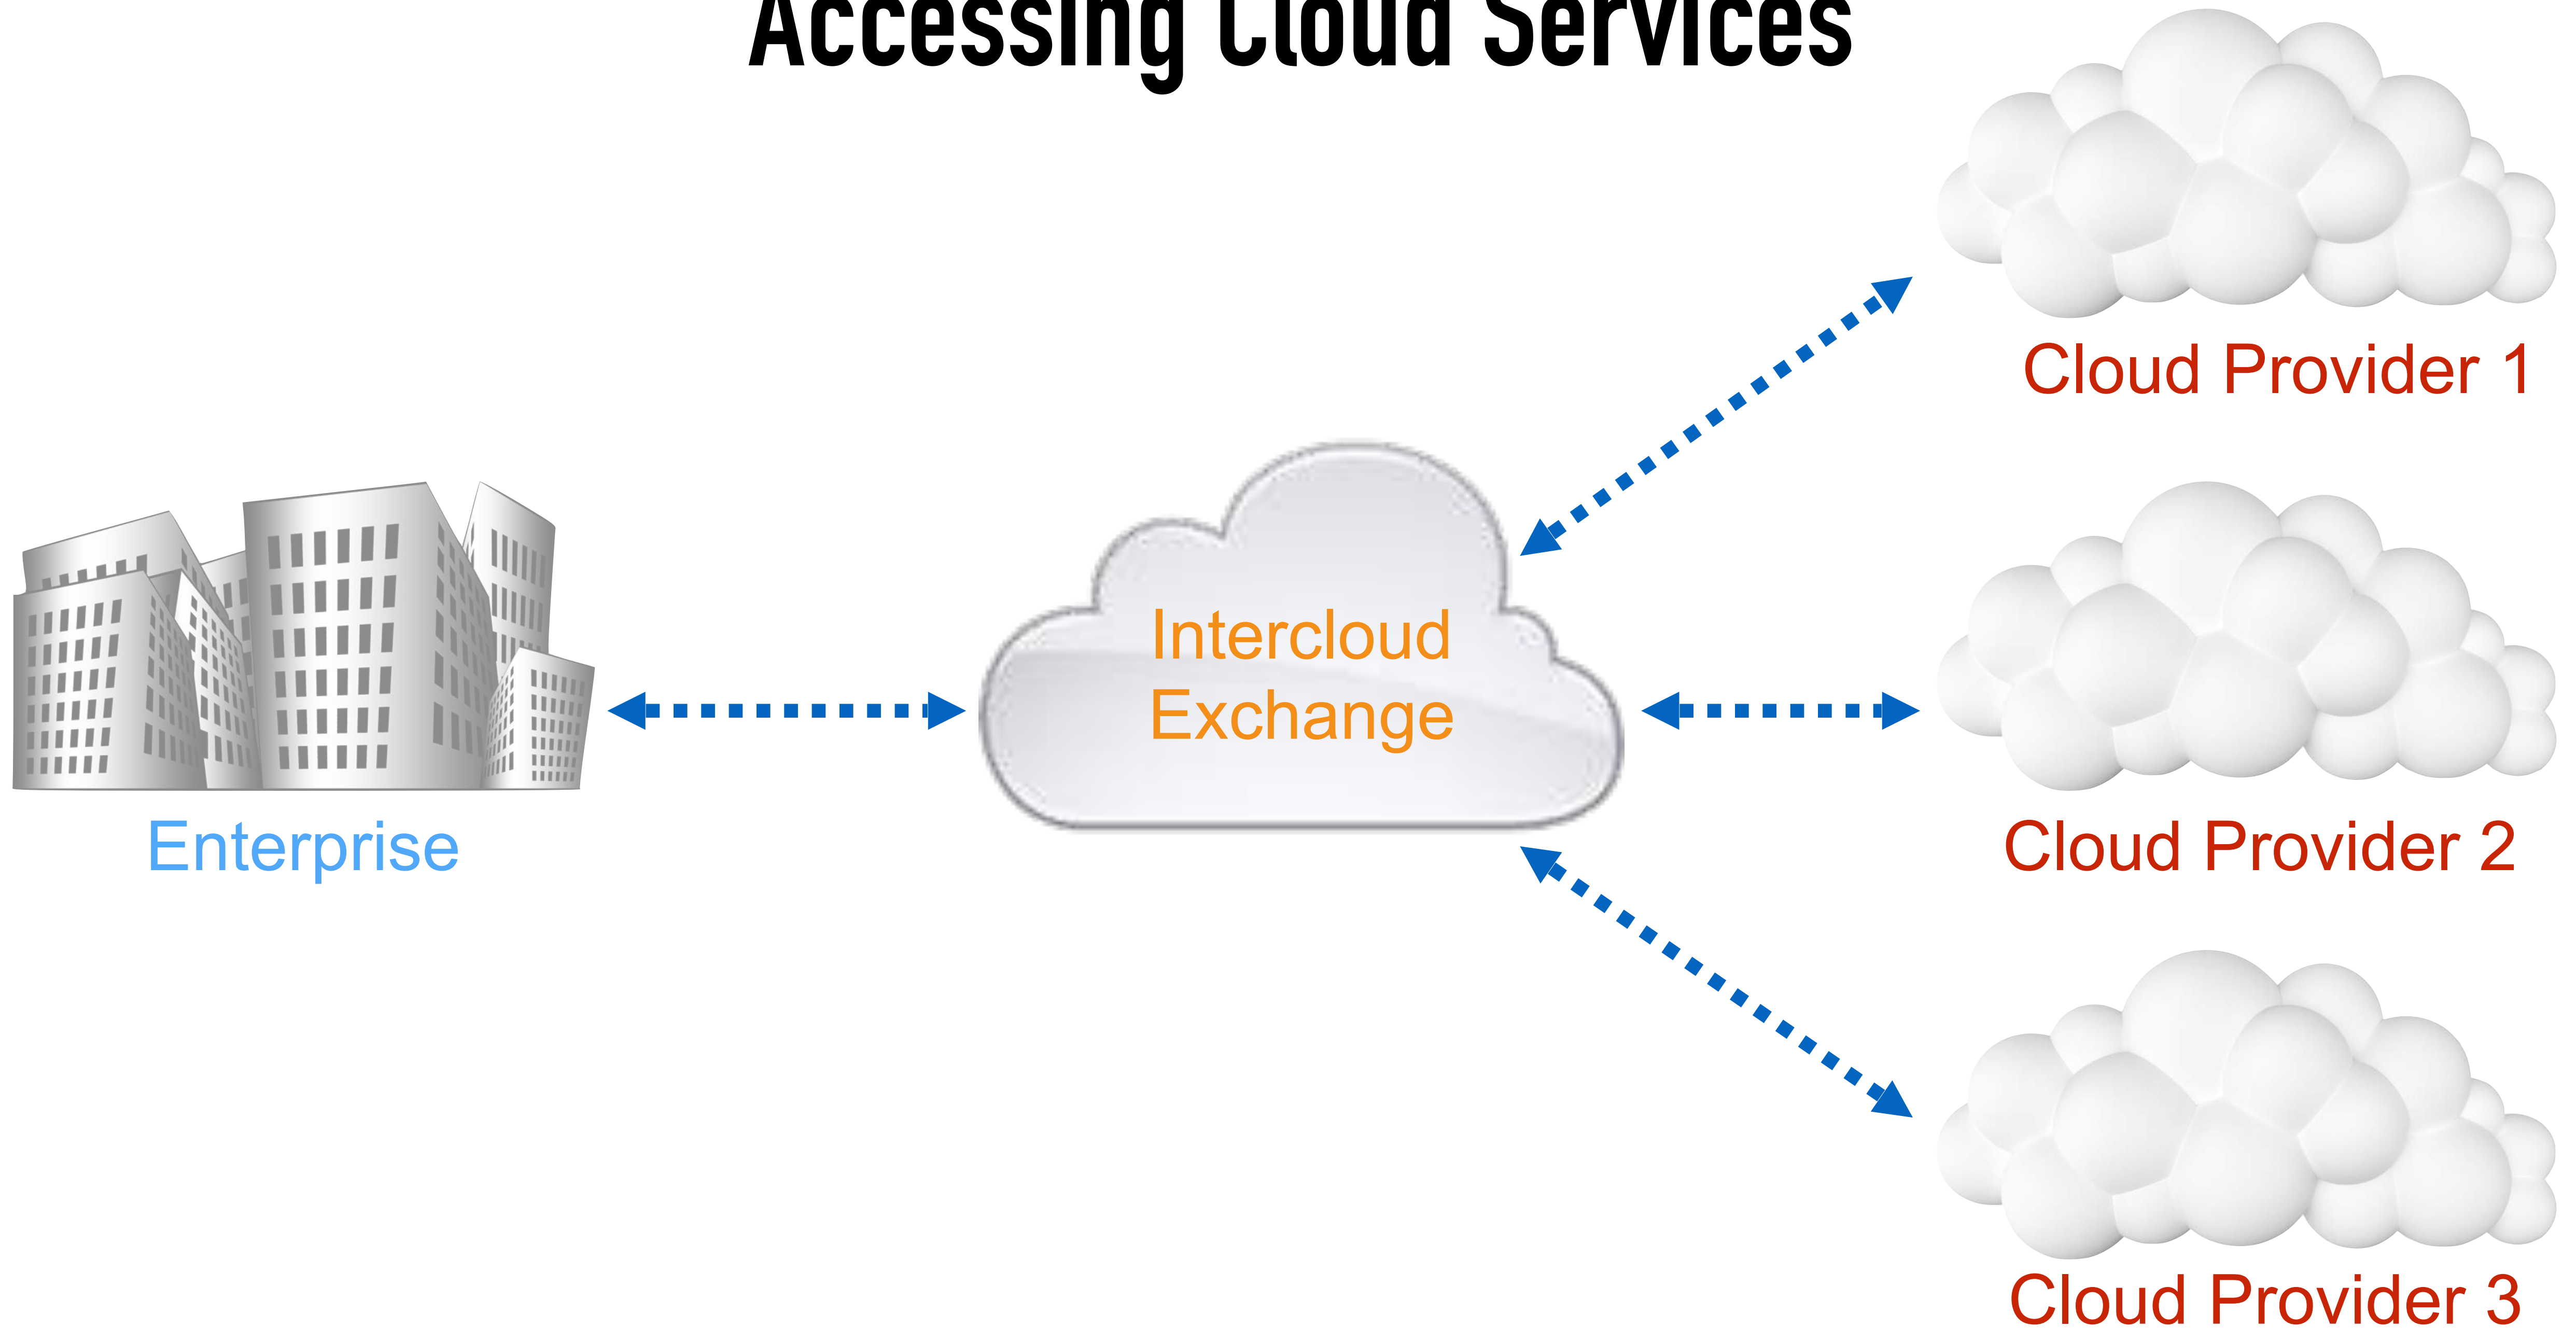 Accessing Cloud Services
Cloud Provider 1
Intercloud
Exchange
Enterprise
Cloud Provider 2
Cloud Provider 3